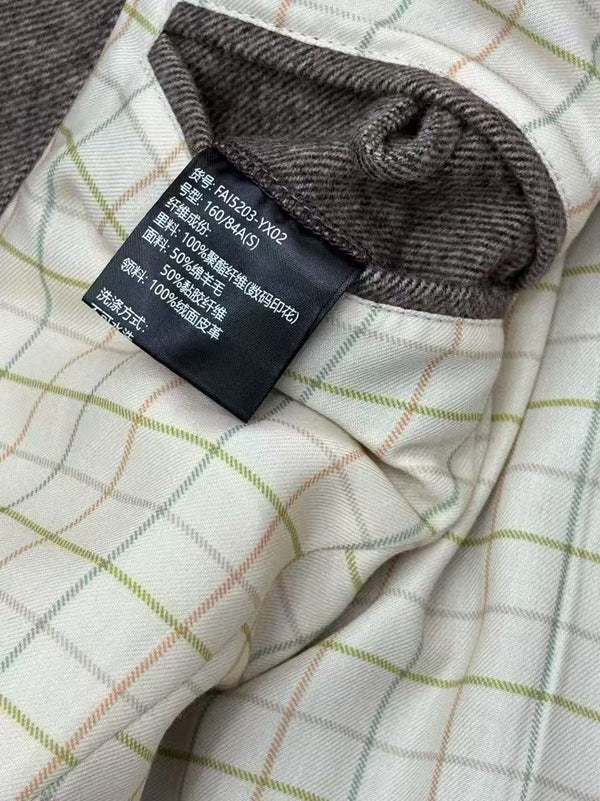 货号: FAI5203-YX02
号型: 160/84A(S)
纤维成份:
里料: 100%聚酯纤维(数码印花)
面料: 50%绵羊毛
50%黏胶纤维
领料: 100%绒面皮革
洗涤方式: